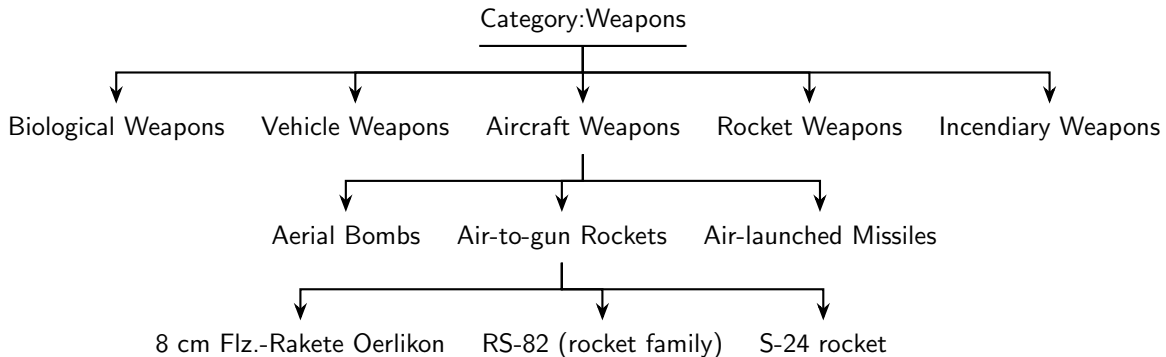 Category:Weapons
Biological Weapons Vehicle Weapons Aircraft Weapons Rocket Weapons Incendiary Weapons
Aerial Bombs Air-to-gun Rockets Air-launched Missiles
8 cm Flz.-Rakete Oerlikon RS-82 (rocket family) S-24 rocket